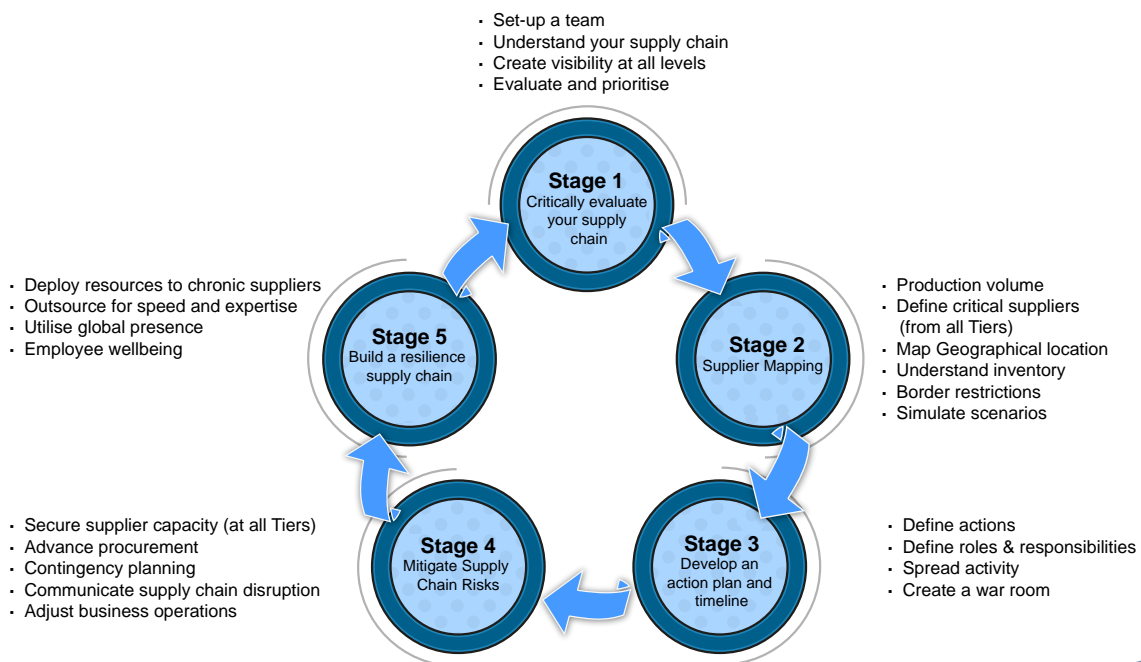 ▪ Set-up a team
▪ Understand your supply chain
▪ Create visibility at all levels
▪ Evaluate and prioritise
Stage 1
Critically evaluate
your supply
chain
▪ Production volume
▪ Define critical suppliers
(from all Tiers)
▪ Map Geographical location
▪ Understand inventory
▪ Border restrictions
▪ Simulate scenarios
Stage 2
Supplier Mapping
▪ Define actions
▪ Define roles & responsibilities
▪ Spread activity
▪ Create a war room
Stage 3
Develop an
action plan and
timeline
▪ Secure supplier capacity (at all Tiers)
▪ Advance procurement
▪ Contingency planning
▪ Communicate supply chain disruption
▪ Adjust business operations
Stage 4
Mitigate Supply
Chain Risks
▪ Deploy resources to chronic suppliers
▪ Outsource for speed and expertise
▪ Utilise global presence
▪ Employee wellbeing
Stage 5
Build a resilience
supply chain